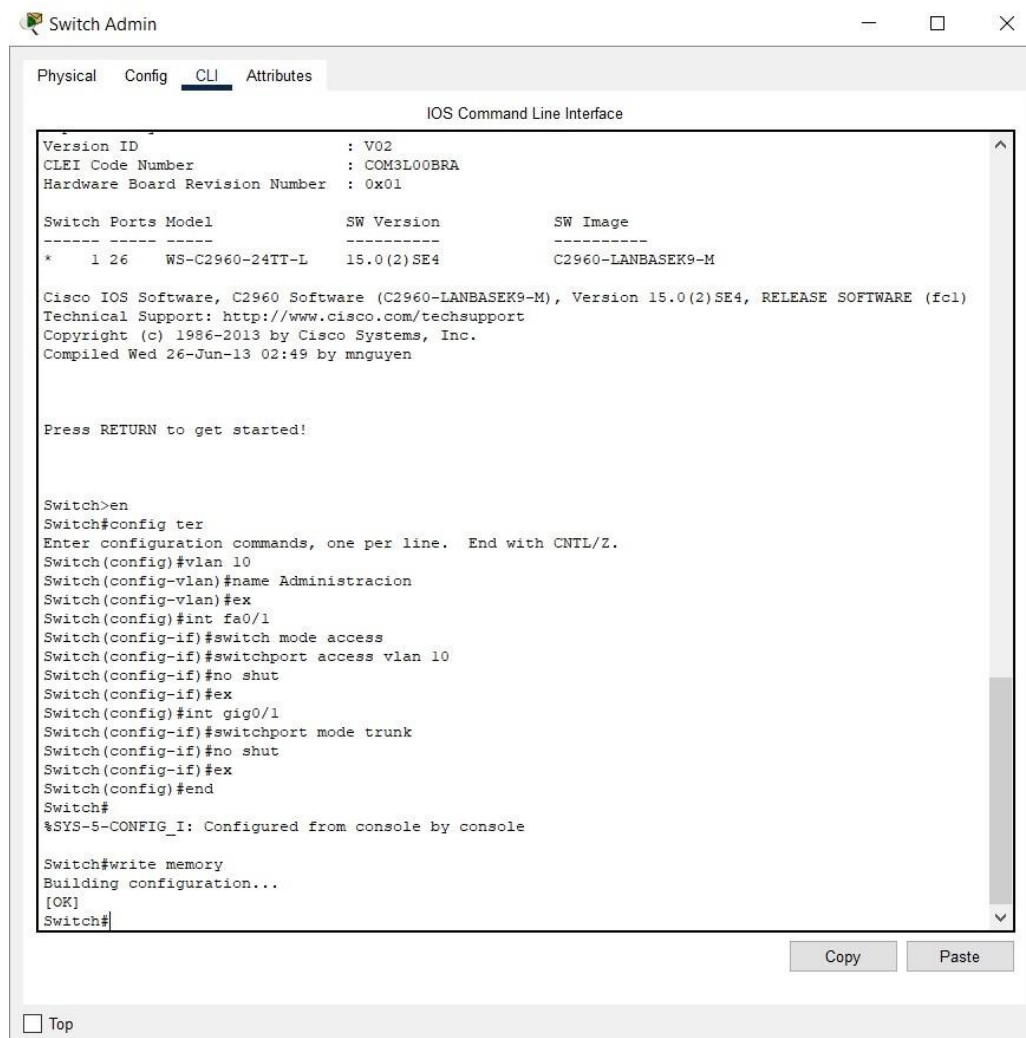 Switch Admin
Physical Config CLI Attributes
IOS Command Line Interface
Version ID : V02
CLEI Code Number : COM3L00BRA
Hardware Board Revision Number : 0x01
Switch Ports Model SW Version SW Image
------ ----- ----- ---------- ----------
* 1 26 WS-C2960-24TT-L 15.0(2)SE4 C2960-LANBASEK9-M
Cisco IOS Software, C2960 Software (C2960-LANBASEK9-M), Version 15.0(2)SE4, RELEASE SOFTWARE (fc1)
Technical Support: http://www.cisco.com/techsupport
Copyright (c) 1986-2013 by Cisco Systems, Inc.
Compiled Wed 26-Jun-13 02:49 by mnguyen
Press RETURN to get started!
Switch>en
Switch#config ter
Enter configuration commands, one per line. End with CNTL/Z.
Switch(config)#vlan 10
Switch(config-vlan)#name Administracion
Switch(config-vlan)#ex
Switch(config)#int fa0/1
Switch(config-if)#switch mode access
Switch(config-if)#switchport access vlan 10
Switch(config-if)#no shut
Switch(config-if)#ex
Switch(config)#int gig0/1
Switch(config-if)#switchport mode trunk
Switch(config-if)#no shut
Switch(config-if)#ex
Switch(config)#end
Switch#
%SYS-5-CONFIG_I: Configured from console by console
Switch#write memory
Building configuration...
[OK]
Switch#
Copy Paste
Top